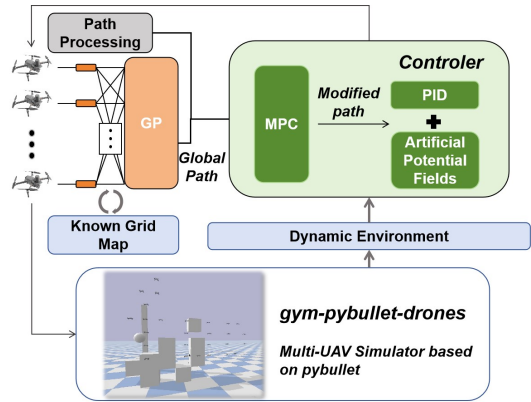 Path
Processing
GP
Global
Path
Known Grid
Map
Controler
MPC
Modified
path
PID
Artificial
Potential
Fields
Dynamic Environment
gym-pybullet-drones
Multi-UAV Simulator based
on pybullet